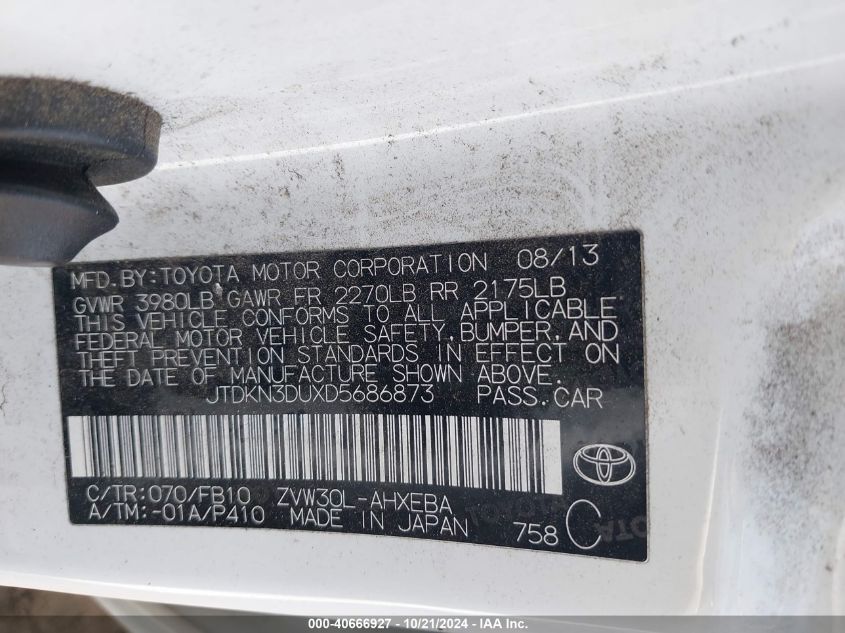 MFD. BY: TOYOTA MOTOR CORPORATION 08/13
GVWR 3980LB GAWR FR 2270LB RR 2175LB
THIS VEHICLE CONFORMS TO ALL APPLICABLE
FEDERAL MOTOR VEHICLE SAFETY, BUMPER, AND
THEFT PREVENTION STANDARDS IN EFFECT ON
THE DATE OF MANUFACTURE SHOWN ABOVE.
JTDKN3DUXD5686873 PASS. CAR
C/TR: 070/FB10 ZVW30L-AHXEBA
A/TM: -01A/P410 MADE IN JAPAN 758 C
000-40666927 - 10/21/2024 - IAA Inc.